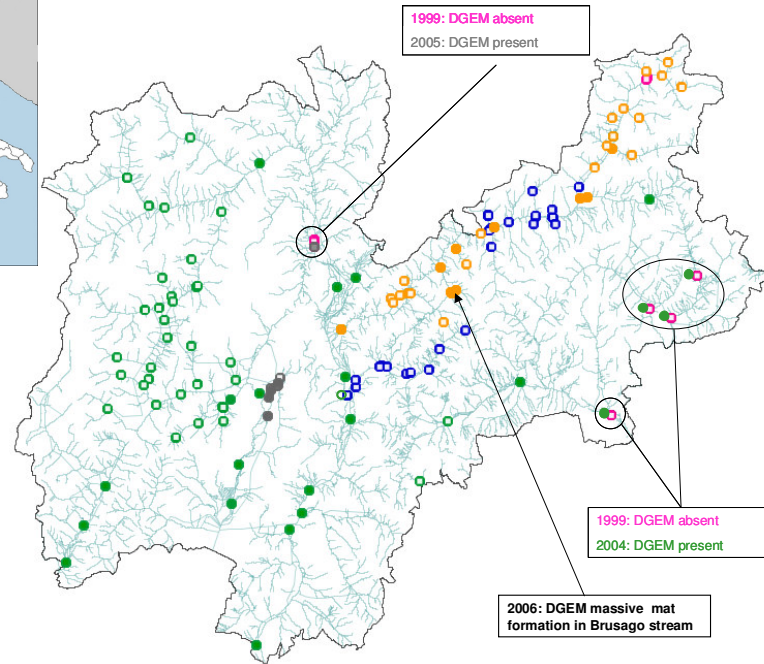 1999: DGEM absent
2005: DGEM present
1999: DGEM absent
2004: DGEM present
2006: DGEM massive mat
formation in Brusago stream